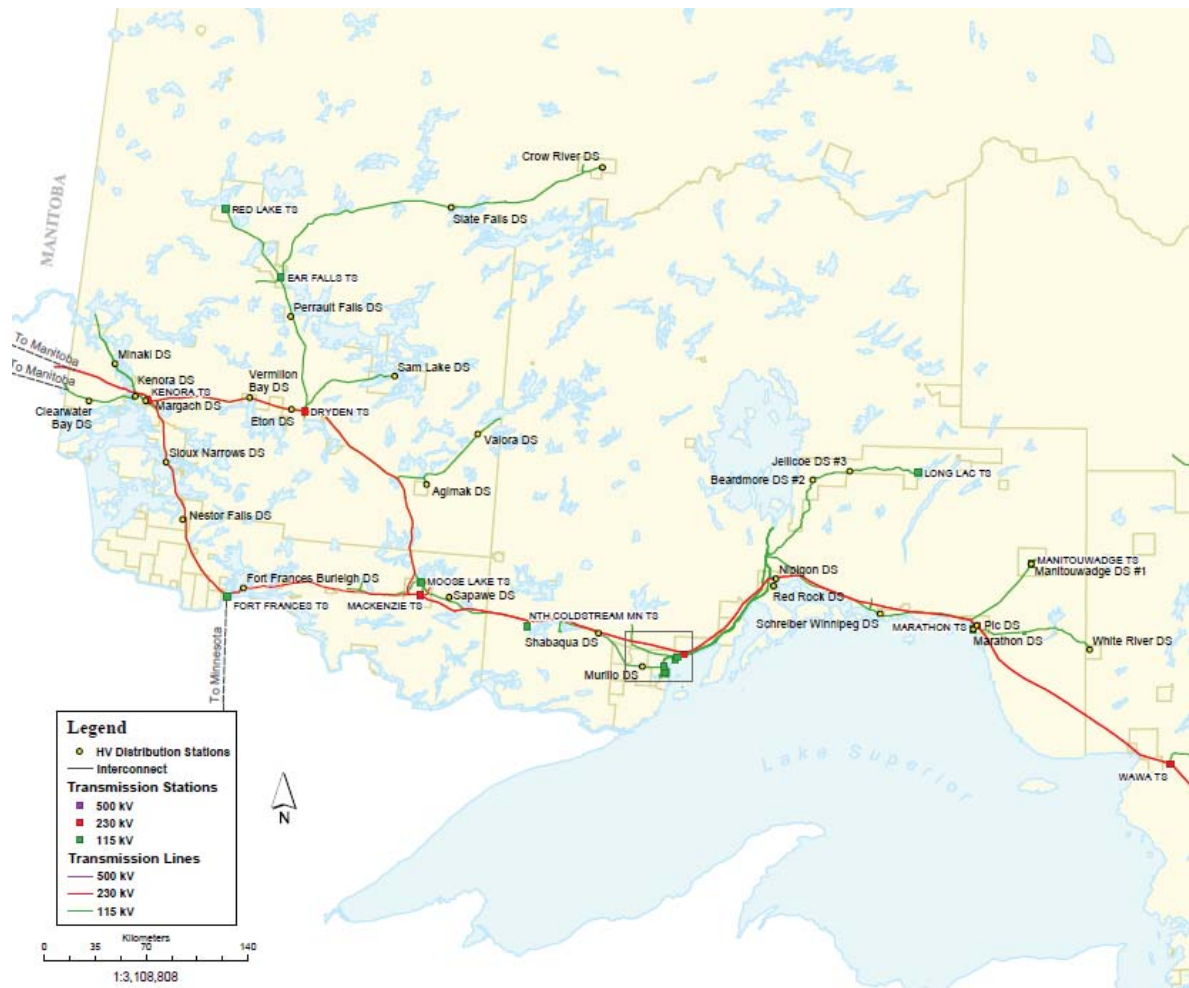 Crow River DS
RED LAKE TS
Slate Falls DS
MANITOBA
EAR FALLS TS
Perrault Falls DS
To Manitoba
To Manitoba
Minaki DS
Sam Lake DS
Kenora DS
Vermilion
Bay DS
KENORA TS
Margach DS
Clearwater
Bay DS
Eton DS
DRYDEN TS
Valora DS
Sioux Narrows DS
Agimak DS
Jellicoe DS #3
Beardmore DS #2
LONG LAC TS
Nestor Falls DS
MANITOUWADGE TS
Manitouwadge DS #1
Nipigon DS
Fort Frances Burleigh DS
MOOSE LAKE TS
Red Rock DS
Sapawe DS
FORT FRANCES TS
MACKENZIE TS
NTH COLDSTREAM MN TS
Schreiber Winnipeg DS
MARATHON TS
Pic DS
Marathon DS
Shabaqua DS
White River DS
Murillo DS
To Minnesota
Lake Superior
WAWA TS
Legend
HV Distribution Stations
Interconnect
Transmission Stations
500 kV
230 kV
115 kV
Transmission Lines
500 kV
230 kV
115 kV
N
Kilometers
0 35 70 140
1:3,108,808